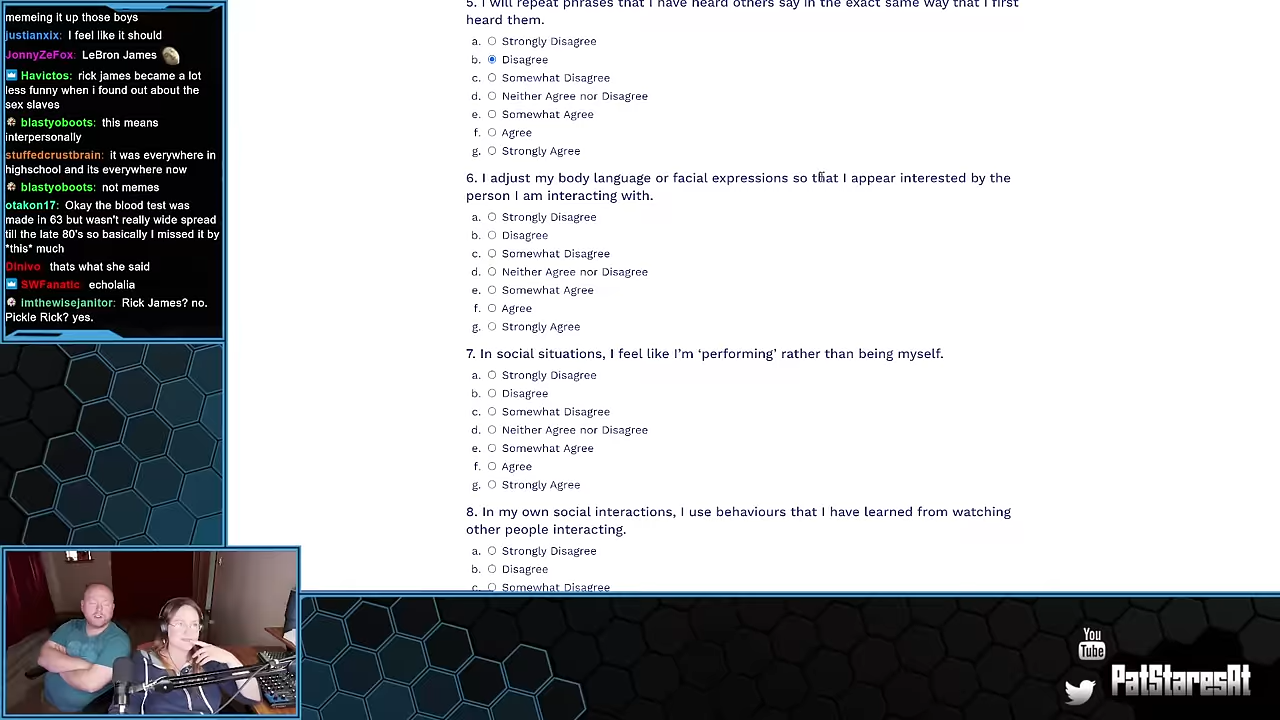 memeing it up those boys
justianxix: I feel like it should
JonnyZeFox: LeBron James
Havictos: rick james became a lot
less funny when i found out about the
sex slaves
blastyoboots: this means
interpersonally
stuffedcrustbrain: it was everywhere in
highschool and its everywhere now
blastyoboots: not memes
otakon17: Okay the blood test was
made in 63 but wasn't really wide spread
till the late 80's so basically I missed it by
*this* much
Dinivo thats what she said
SWFanatic echolalia
imthewisejanitor: Rick James? no.
Pickle Rick? yes.
5. I will repeat phrases that I have heard others say in the exact same way that I first
heard them.
a. Strongly Disagree
b. Disagree
c. Somewhat Disagree
d. Neither Agree nor Disagree
e. Somewhat Agree
f. Agree
g. Strongly Agree
6. I adjust my body language or facial expressions so that I appear interested by the
person I am interacting with.
a. Strongly Disagree
b. Disagree
c. Somewhat Disagree
d. Neither Agree nor Disagree
e. Somewhat Agree
f. Agree
g. Strongly Agree
7. In social situations, I feel like I'm ‘performing’ rather than being myself.
a. Strongly Disagree
b. Disagree
c. Somewhat Disagree
d. Neither Agree nor Disagree
e. Somewhat Agree
f. Agree
g. Strongly Agree
8. In my own social interactions, I use behaviours that I have learned from watching
other people interacting.
a. Strongly Disagree
b. Disagree
c. Somewhat Disagree
You
Tube
PatStaresAt